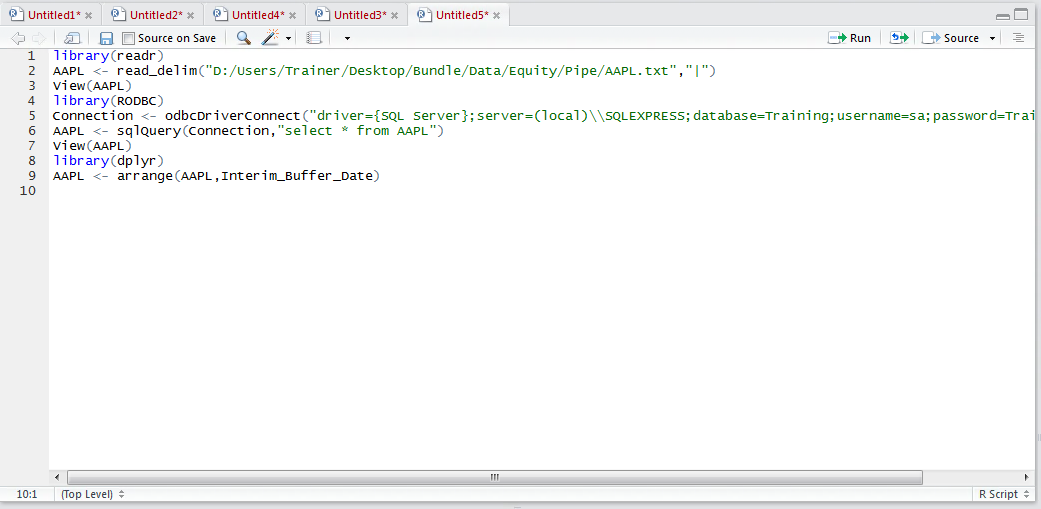 Untitled1* Untitled2* Untitled4* Untitled3* Untitled5*
Source on Save Run Source
1 library(readr)
2 AAPL <- read_delim("D:/Users/Trainer/Desktop/Bundle/Data/Equity/Pipe/AAPL.txt","|")
3 View(AAPL)
4 library(RODBC)
5 Connection <- odbcDriverConnect("driver={SQL Server};server=(local)\\SQLEXPRESS;database=Training;username=sa;password=Trai
6 AAPL <- sqlQuery(Connection,"select * from AAPL")
7 View(AAPL)
8 library(dplyr)
9 AAPL <- arrange(AAPL,Interim_Buffer_Date)
10
10:1 (Top Level) R Script